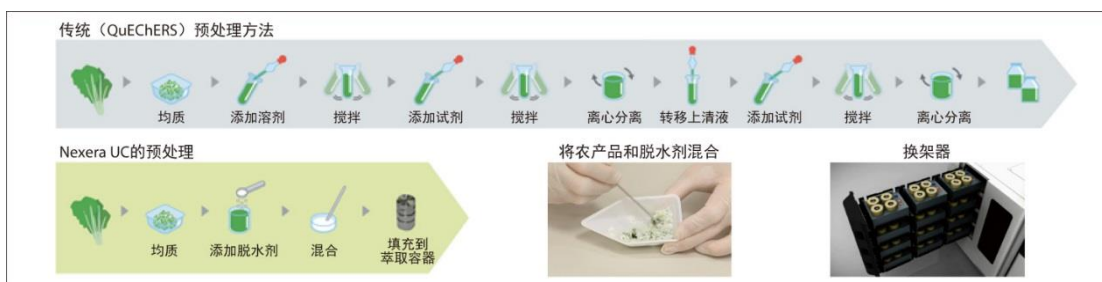 传统（QuEChERS）预处理方法
均质
添加溶剂
搅拌
添加试剂
搅拌
离心分离
转移上清液
添加试剂
搅拌
离心分离
Nexera UC的预处理
均质
添加脱水剂
混合
填充到
萃取容器
将农产品和脱水剂混合
换架器